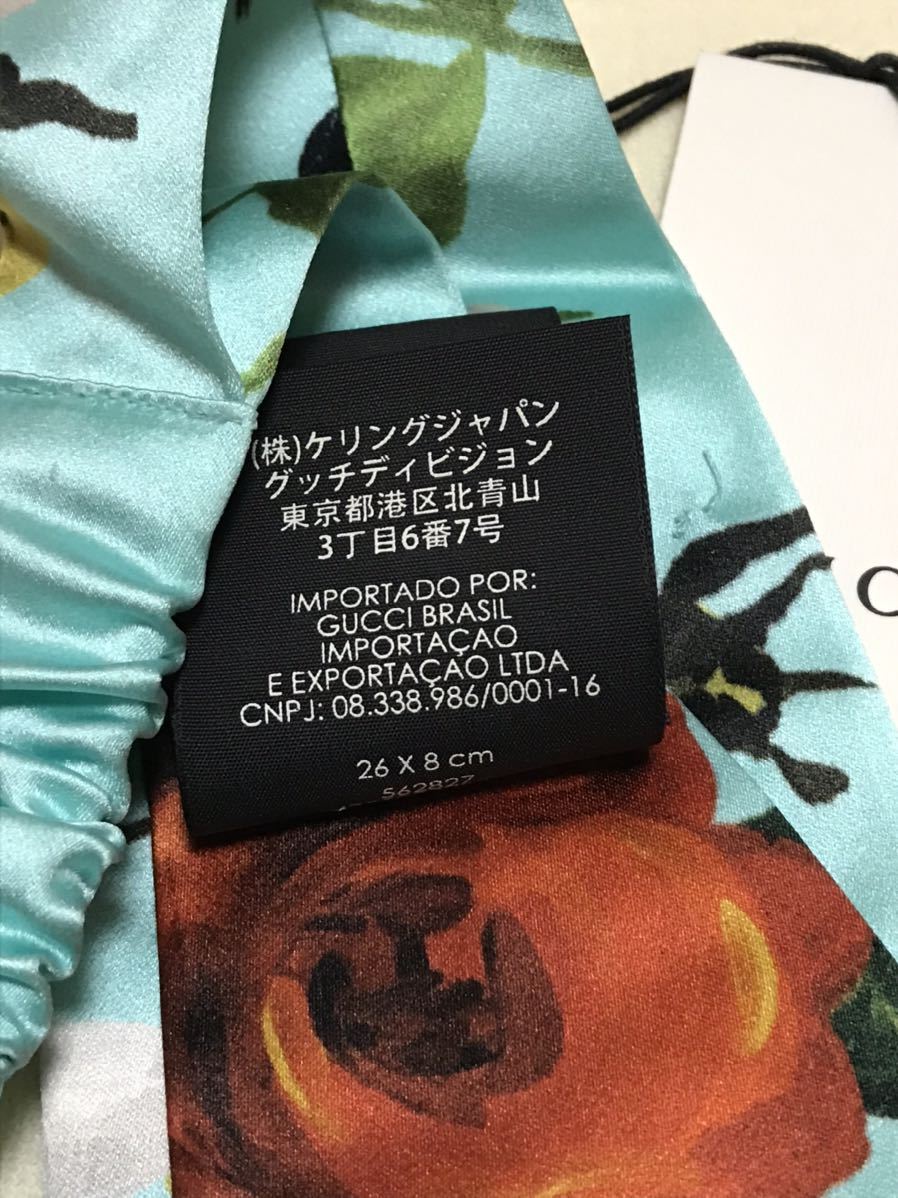 (株)ケリングジャパン
グッチディビジョン
東京都港区北青山
3丁目6番7号
IMPORTADO POR:
GUCCI BRASIL
IMPORTAÇAO
E EXPORTAÇAO LTDA
CNPJ: 08.338.986/0001-16
26 X 8 cm
562827